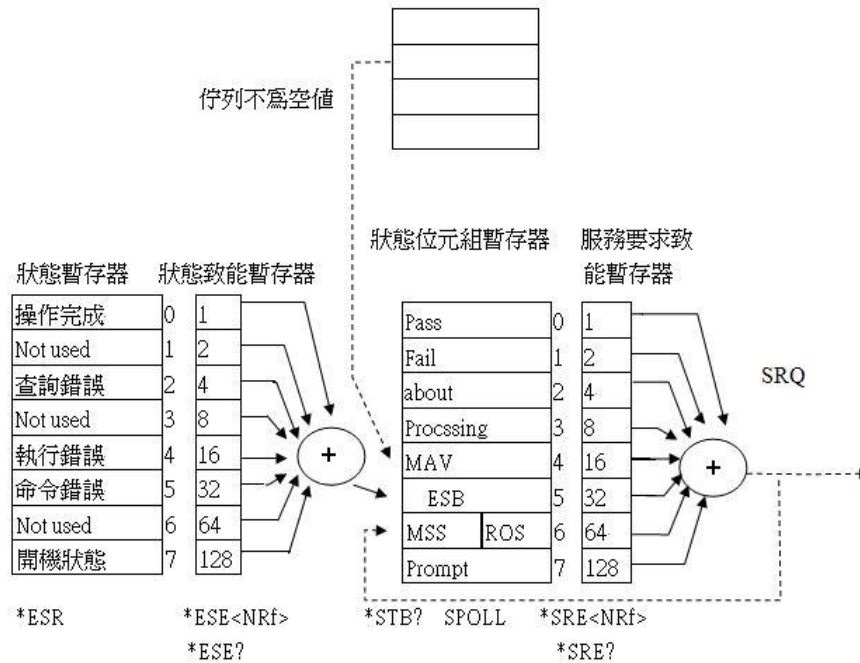 佇列不為空值
狀態位元組暫存器
服務要求致
能暫存器
狀態暫存器
狀態致能暫存器
操作完成 0 1
Not used 1 2
查詢錯誤 2 4
Not used 3 8
執行錯誤 4 16
命令錯誤 5 32
Not used 6 64
開機狀態 7 128
+
Pass 0 1
Fail 1 2
about 2 4
Procssing 3 8
MAV 4 16
ESB 5 32
MSS ROS 6 64
Prompt 7 128
+
SRQ
*ESR
*ESE<NRf>
*ESE?
*STB? SPOLL
*SRE<NRf>
*SRE?